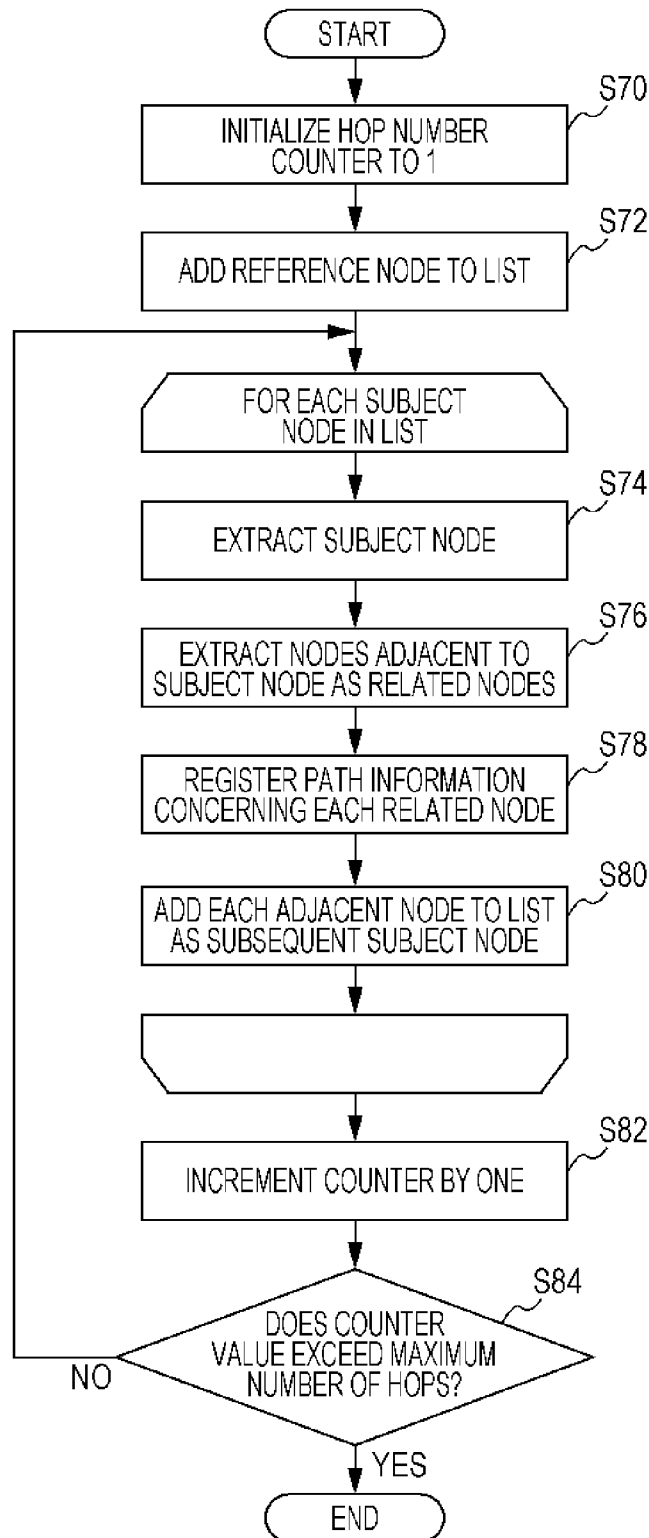 START
S70
INITIALIZE HOP NUMBER
COUNTER TO 1
S72
ADD REFERENCE NODE TO LIST
FOR EACH SUBJECT
NODE IN LIST
S74
EXTRACT SUBJECT NODE
S76
EXTRACT NODES ADJACENT TO
SUBJECT NODE AS RELATED NODES
S78
REGISTER PATH INFORMATION
CONCERNING EACH RELATED NODE
S80
ADD EACH ADJACENT NODE TO LIST
AS SUBSEQUENT SUBJECT NODE
S82
INCREMENT COUNTER BY ONE
S84
DOES COUNTER
VALUE EXCEED MAXIMUM
NUMBER OF HOPS?
NO
YES
END